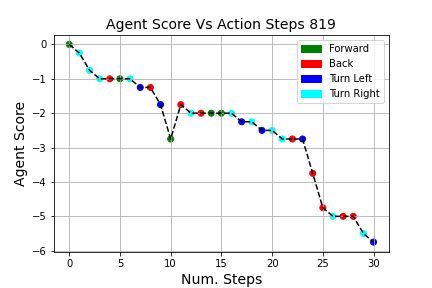 Agent Score Vs Action Steps 819
Agent Score
0
−1
−2
−3
−4
−5
−6
Forward
Back
Turn Left
Turn Right
0 5 10 15 20 25 30
Num. Steps